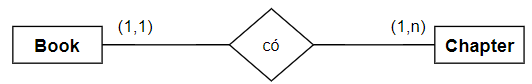 (1,1)
(1,n)
Book
có
Chapter